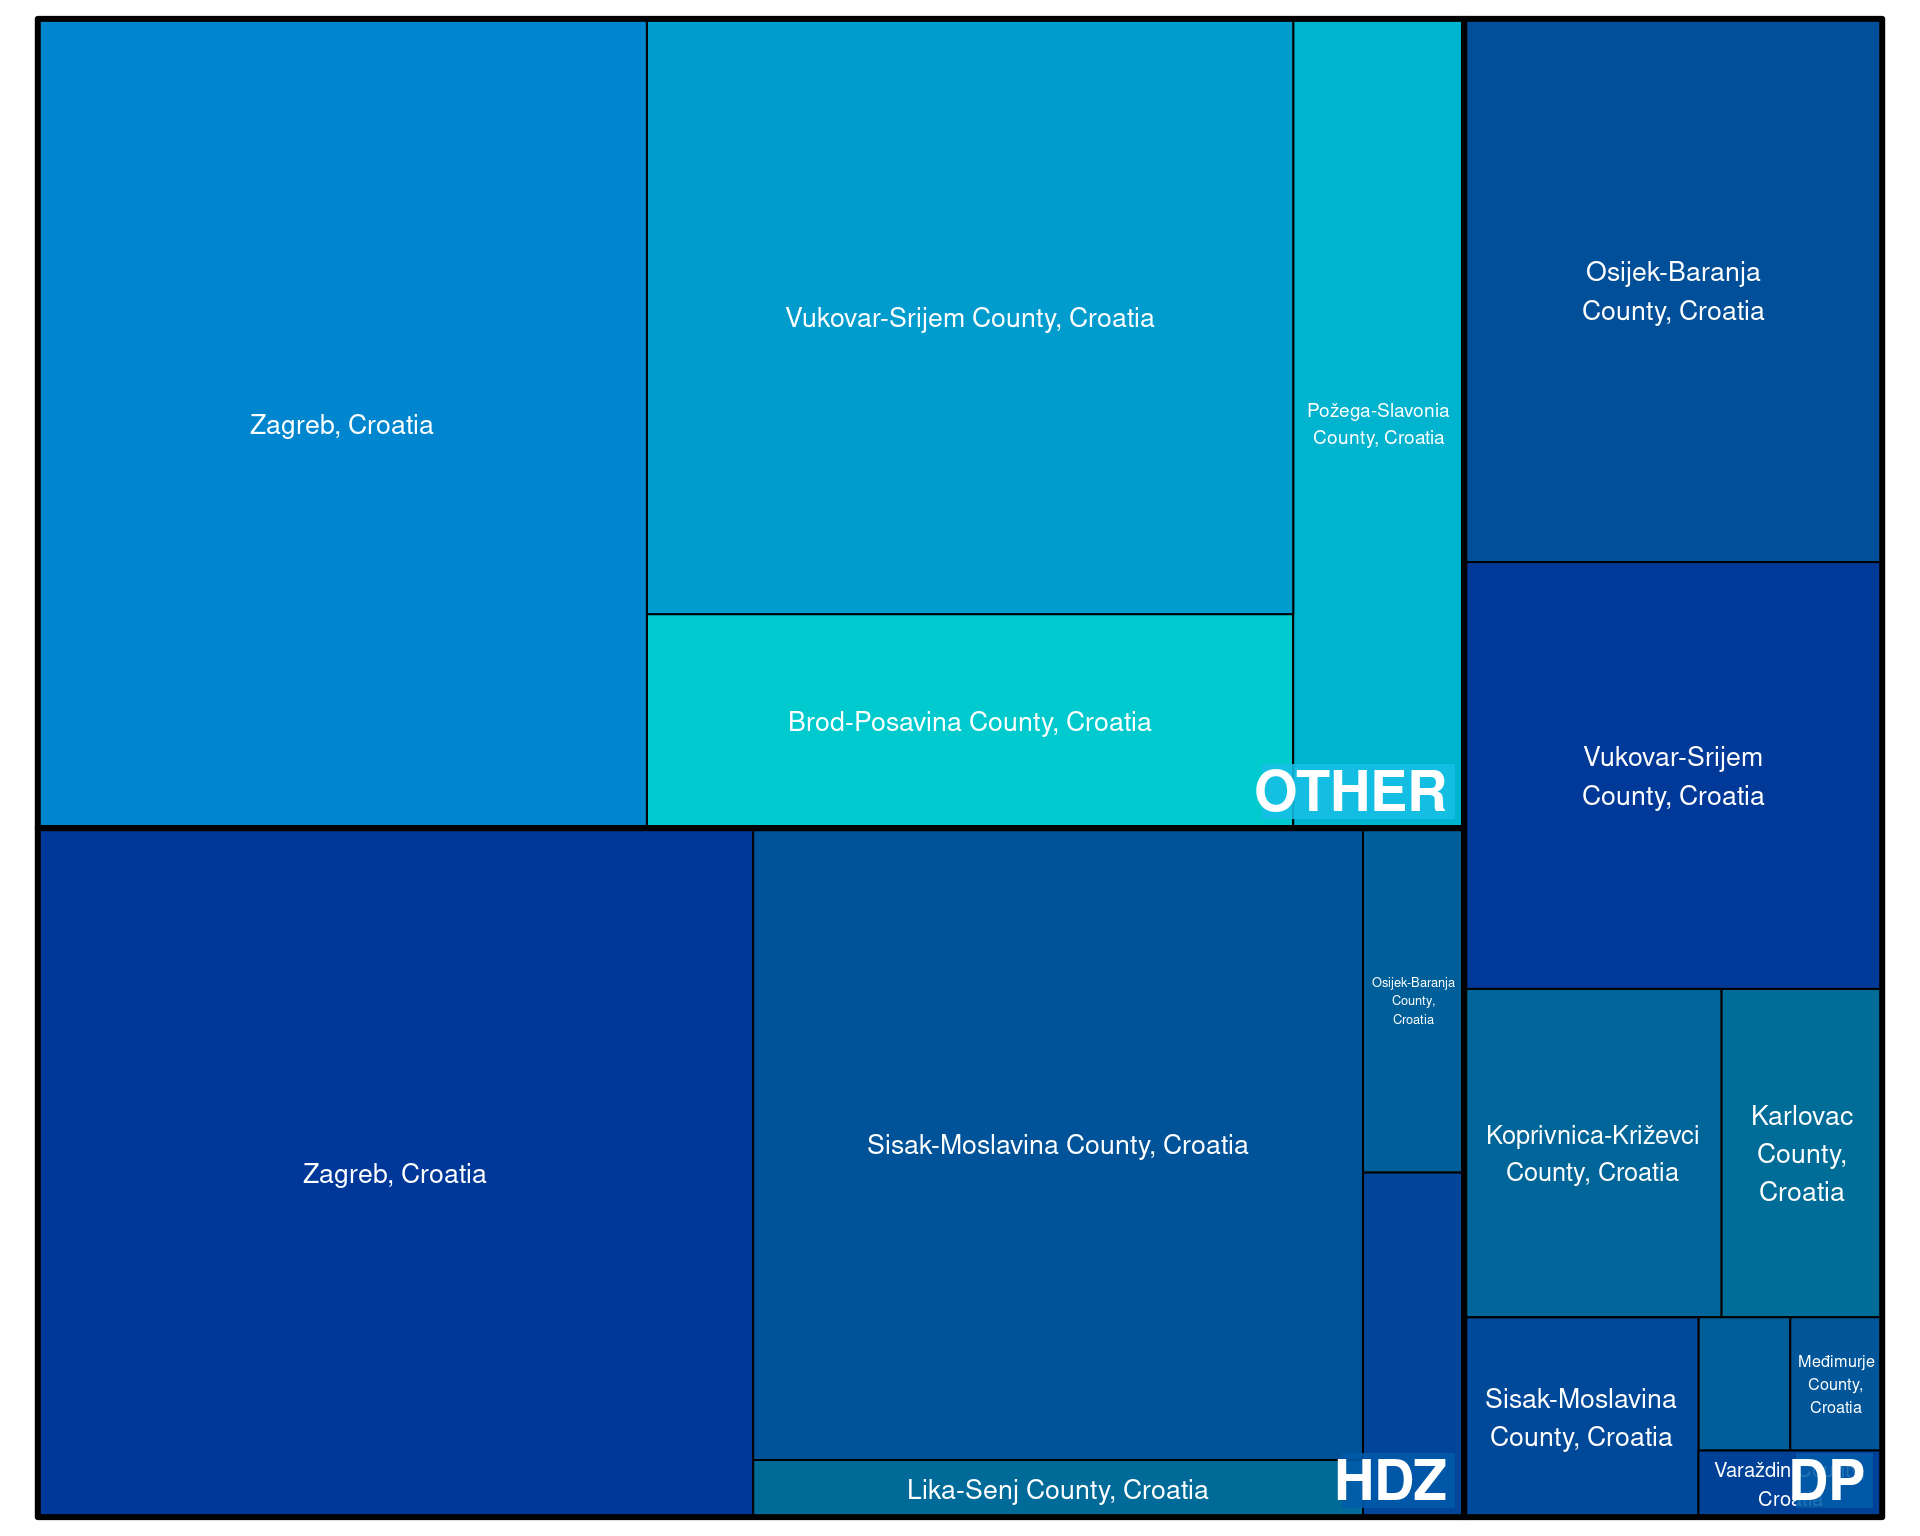 Zagreb, Croatia
Vukovar-Srijem County, Croatia
Požega-Slavonia
County, Croatia
Brod-Posavina County, Croatia
OTHER
Osijek-Baranja
County, Croatia
Vukovar-Srijem
County, Croatia
Zagreb, Croatia
Sisak-Moslavina County, Croatia
Osijek-Baranja
County,
Croatia
Lika-Senj County, Croatia
HDZ
Koprivnica-Križevci
County, Croatia
Karlovac
County,
Croatia
Sisak-Moslavina
County, Croatia
Međimurje
County,
Croatia
Varaždin
Croatia
DP